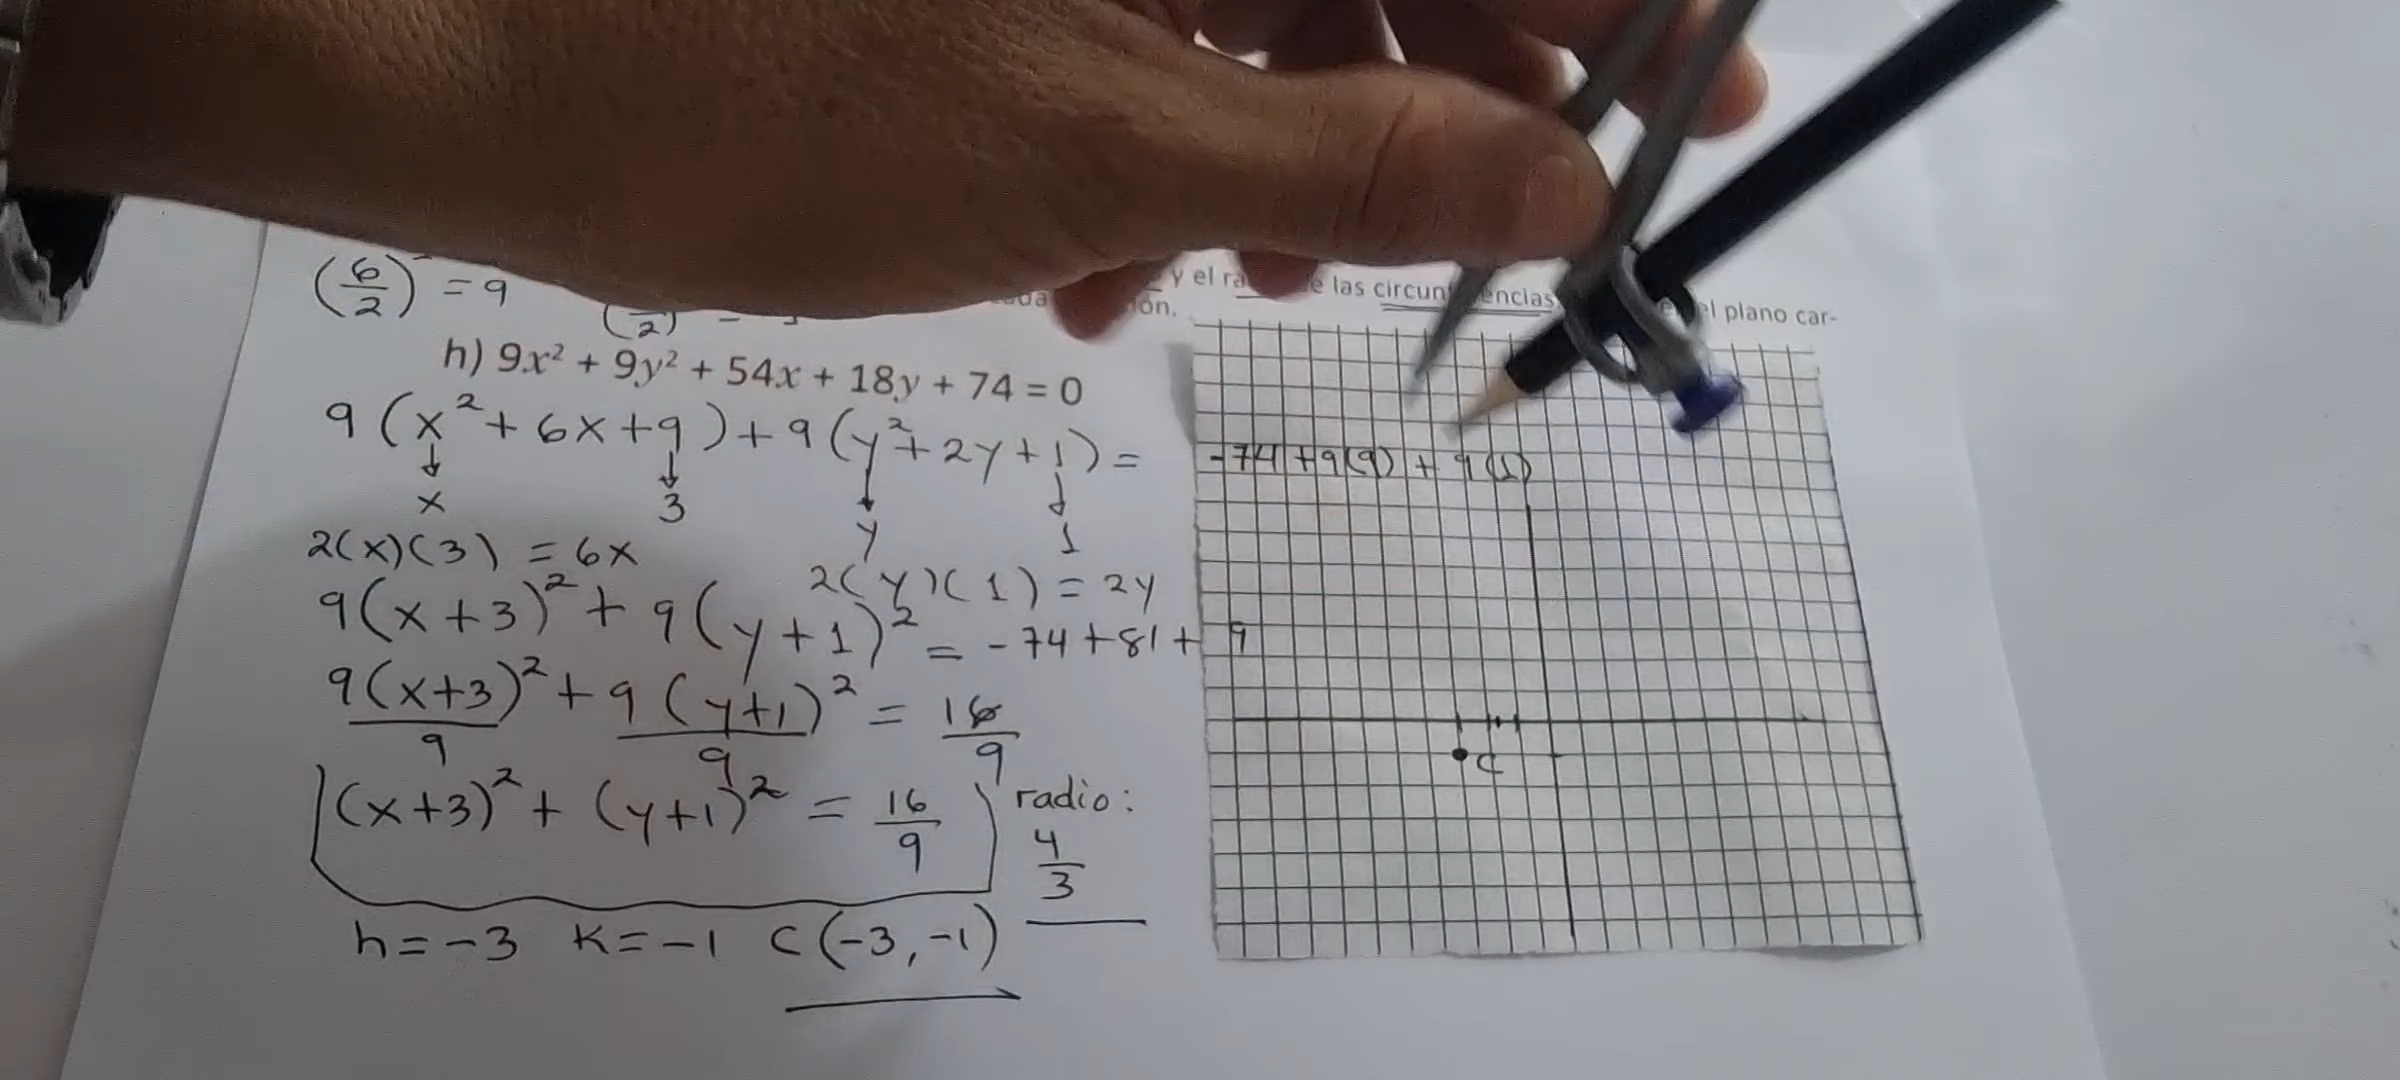 y el ra e las circun encias el plano car-
ón.
(6/2)² = 9
h) 9x² + 9y² + 54x + 18y + 74 = 0
9(x² + 6x + 9) + 9(y² + 2y + 1) = -74 + 9(9) + 9(1)
x 3 y 1
2(x)(3) = 6x
2(y)(1) = 2y
9(x + 3)² + 9(y + 1)² = -74 + 81 + 9
9(x+3)²/9 + 9(y+1)²/9 = 16/9
(x+3)² + (y+1)² = 16/9
radio: 4/3
h = -3 K = -1 C(-3, -1)
C